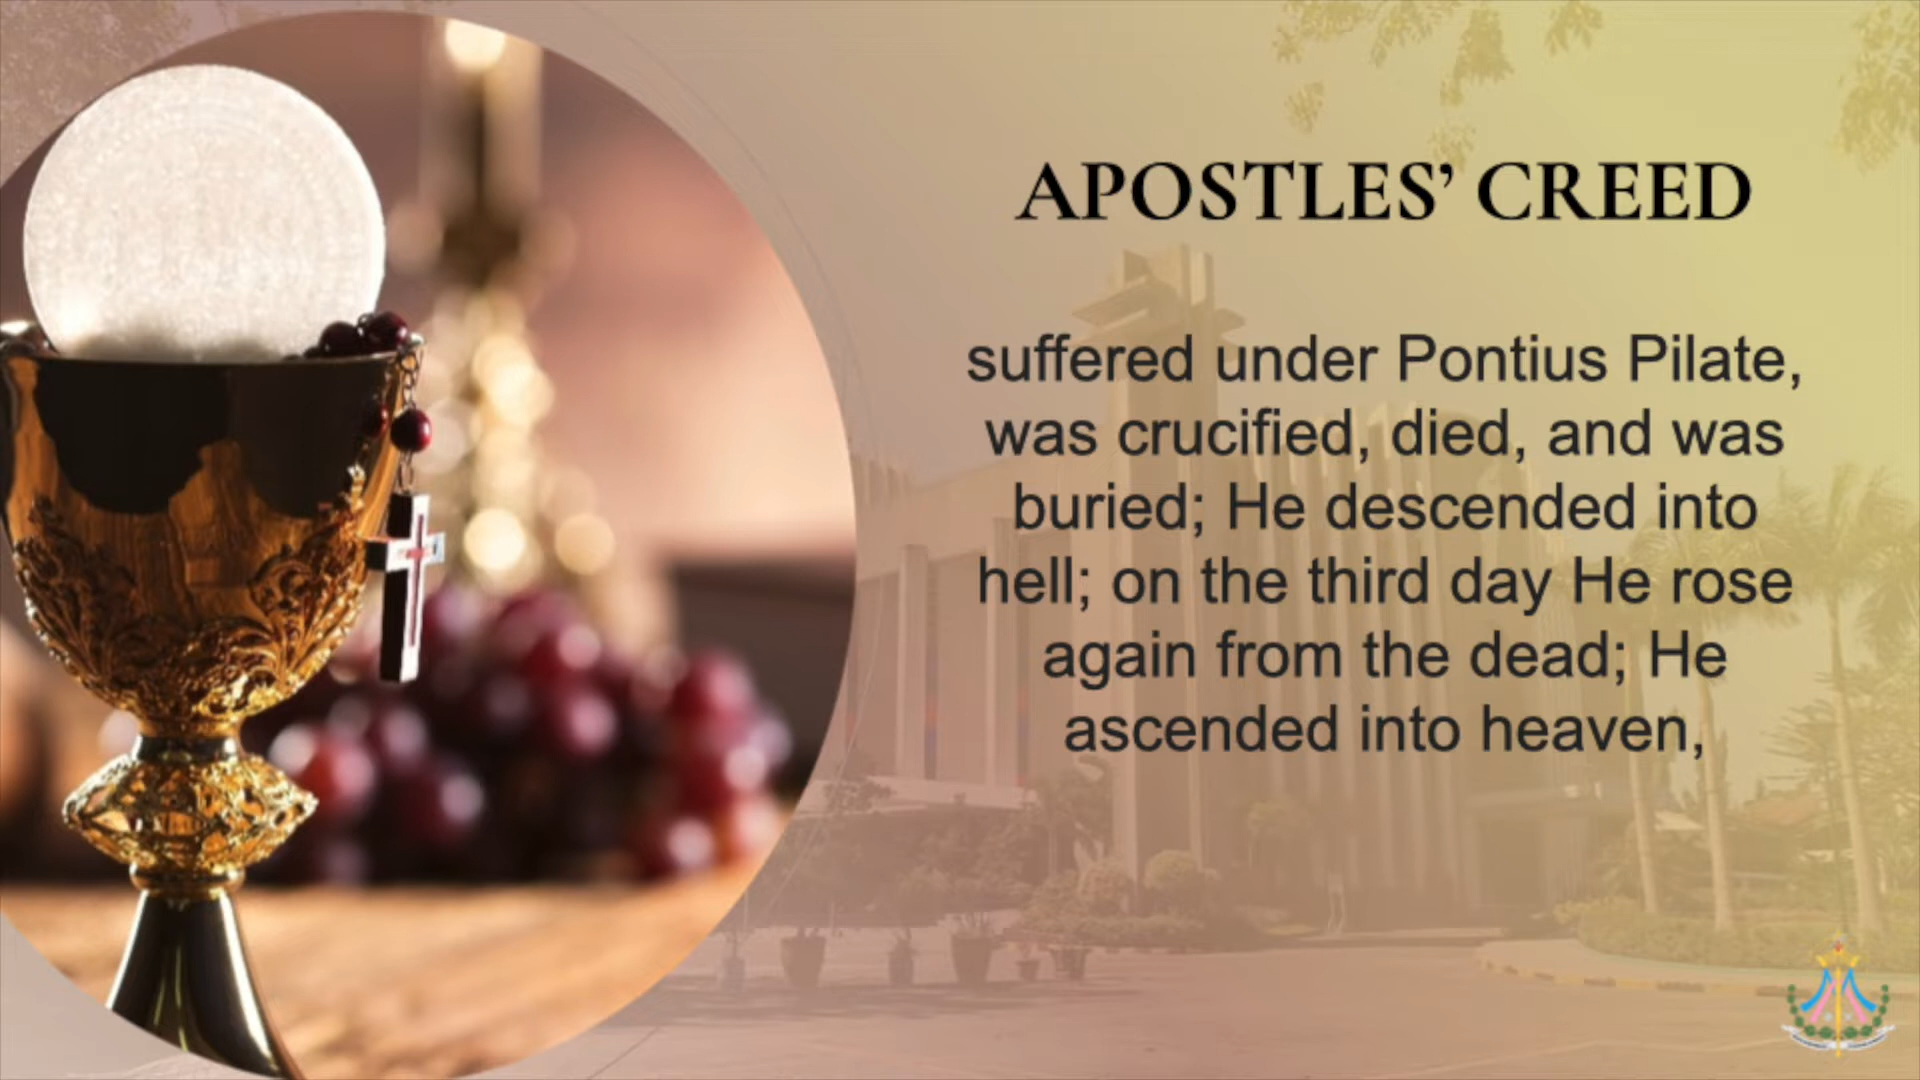 APOSTLES’ CREED
suffered under Pontius Pilate,
was crucified, died, and was
buried; He descended into
hell; on the third day He rose
again from the dead; He
ascended into heaven,